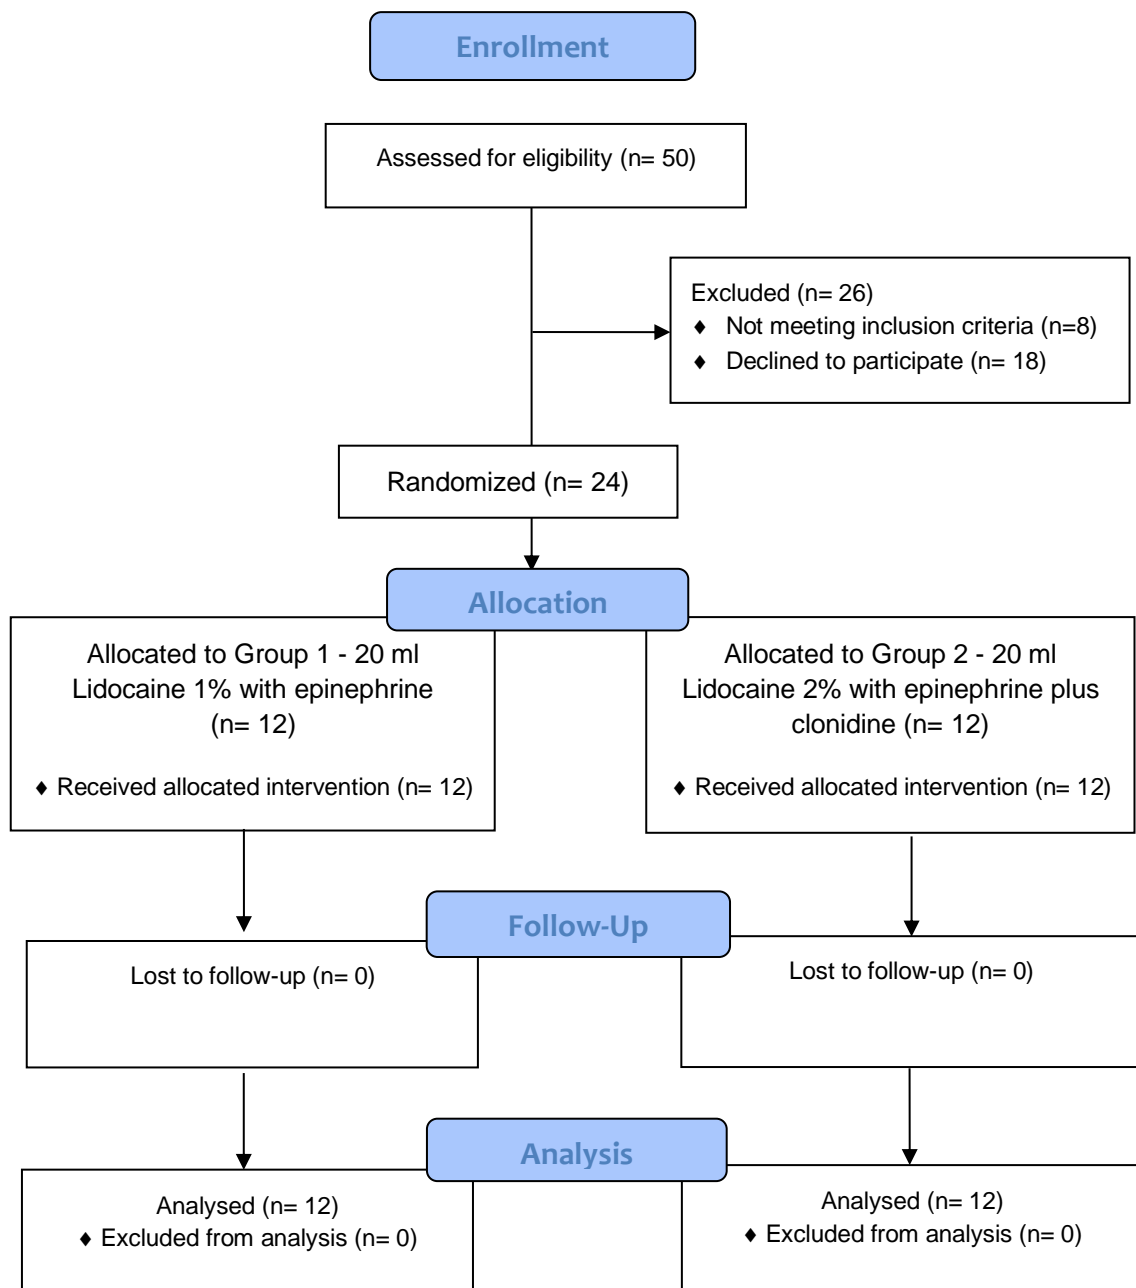 Enrollment
Assessed for eligibility (n= 50)
Excluded (n= 26)
♦ Not meeting inclusion criteria (n=8)
♦ Declined to participate (n= 18)
Randomized (n= 24)
Allocation
Allocated to Group 1 - 20 ml
Lidocaine 1% with epinephrine
(n= 12)
♦ Received allocated intervention (n= 12)
Allocated to Group 2 - 20 ml
Lidocaine 2% with epinephrine plus
clonidine (n= 12)
♦ Received allocated intervention (n= 12)
Follow-Up
Lost to follow-up (n= 0)
Lost to follow-up (n= 0)
Analysis
Analysed (n= 12)
♦ Excluded from analysis (n= 0)
Analysed (n= 12)
♦ Excluded from analysis (n= 0)